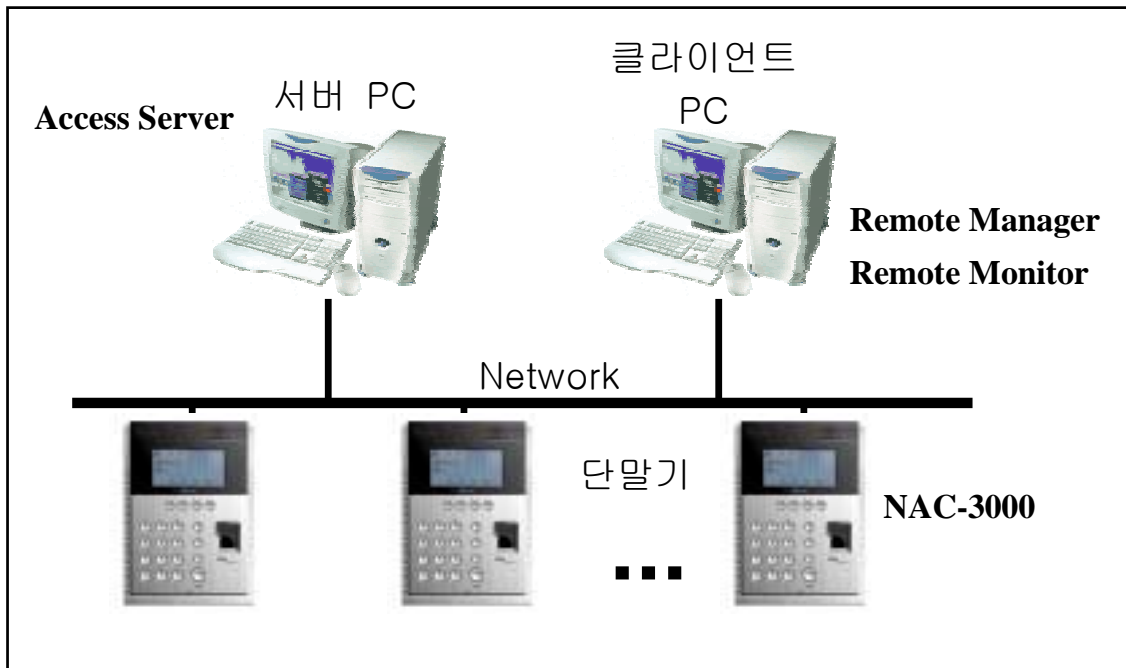 클라이언트
PC
서버 PC
Access Server
Remote Manager
Remote Monitor
Network
단말기
NAC-3000